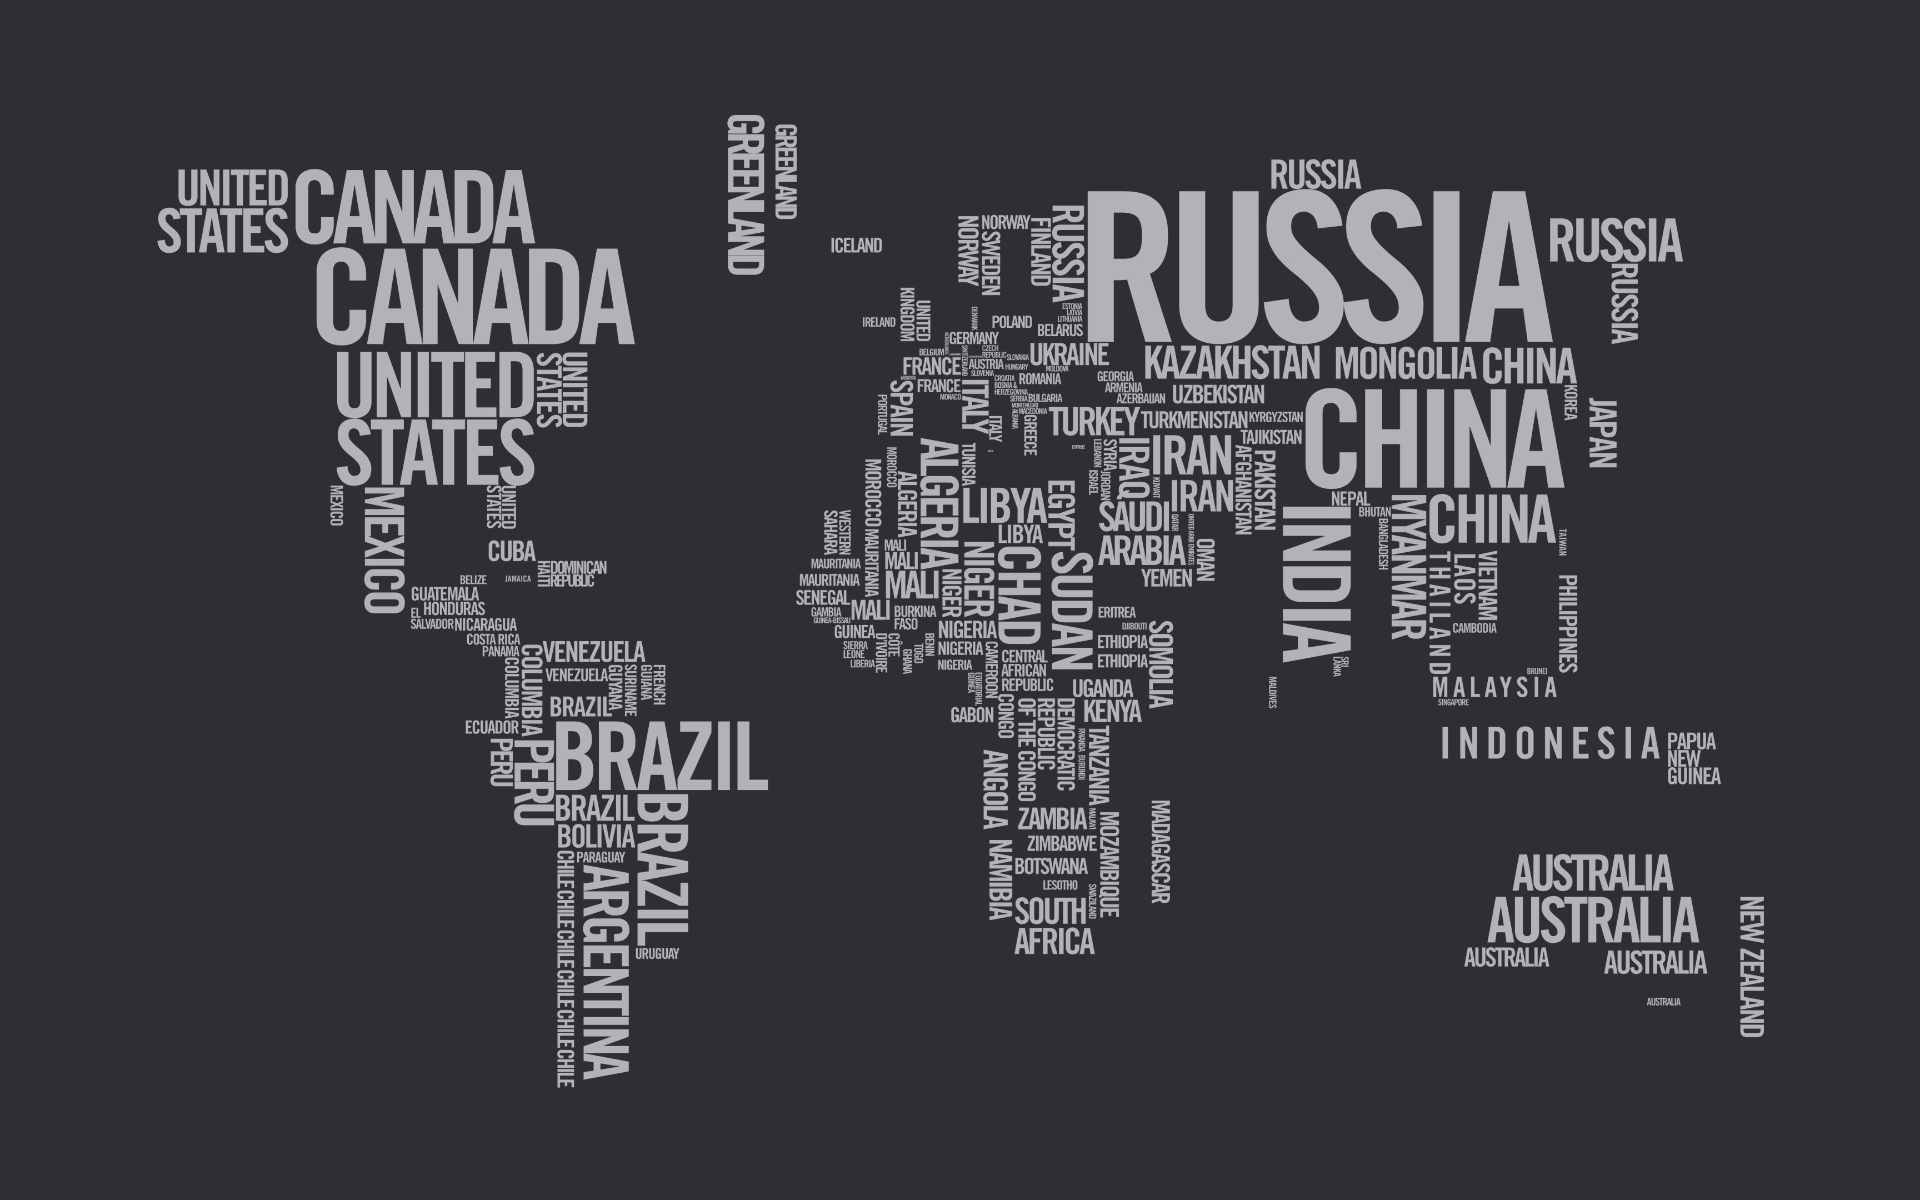 GREENLAND
GREENLAND
UNITED
STATES
CANADA
CANADA
UNITED
STATES
UNITED
STATES
MEXICO
MEXICO
UNITED
STATES
CUBA
HAITI
DOMINICAN
REPUBLIC
JAMAICA
BELIZE
GUATEMALA
HONDURAS
EL
SALVADOR
NICARAGUA
COSTA RICA
PANAMA
COLUMBIA
COLUMBIA
VENEZUELA
VENEZUELA
GUYANA
SURINAME
FRENCH
GUIANA
BRAZIL
ECUADOR
PERU
PERU
BRAZIL
BRAZIL
BRAZIL
BOLIVIA
PARAGUAY
CHILE CHILE CHILE CHILE CHILE CHILE
ARGENTINA
URUGUAY
ICELAND
NORWAY
NORWAY
SWEDEN
FINLAND
RUSSIA
RUSSIA
RUSSIA
RUSSIA
RUSSIA
ESTONIA
LATVIA
LITHUANIA
BELARUS
IRELAND
UNITED
KINGDOM
DENMARK
POLAND
GERMANY
BELGIUM
CZECH
REPUBLIC
SLOVAKIA
UKRAINE
MOLDOVA
FRANCE
FRANCE
MONACO
SWITZERLAND
AUSTRIA
HUNGARY
SLOVENIA
CROATIA
BOSNIA &
HERZEGOVINA
ROMANIA
SERBIA
BULGARIA
MONTENEGRO
MACEDONIA
ALBANIA
GREECE
ITALY
ITALY
SPAIN
PORTUGAL
GEORGIA
ARMENIA
AZERBAIJAN
KAZAKHSTAN
MONGOLIA
CHINA
UZBEKISTAN
TURKEY
TURKMENISTAN
KYRGYZSTAN
TAJIKISTAN
CHINA
KOREA
JAPAN
CYPRUS
LEBANON
SYRIA
ISRAEL
JORDAN
IRAQ
IRAN
IRAN
KUWAIT
AFGHANISTAN
PAKISTAN
SAUDI
ARABIA
QATAR
UNITED ARAB EMIRATES
OMAN
YEMEN
NEPAL
BHUTAN
BANGLADESH
INDIA
SRI
LANKA
MALDIVES
MYANMAR
CHINA
TAIWAN
THAILAND
LAOS
VIETNAM
CAMBODIA
PHILIPPINES
BRUNEI
MALAYSIA
SINGAPORE
INDONESIA
PAPUA
NEW
GUINEA
MOROCCO
MOROCCO
ALGERIA
ALGERIA
TUNISIA
LIBYA
LIBYA
EGYPT
WESTERN
SAHARA
MAURITANIA
MAURITANIA
MAURITANIA
MALI
MALI
MALI
MALI
NIGER
NIGER
CHAD
SUDAN
SENEGAL
GAMBIA
GUINEA-BISSAU
GUINEA
SIERRA
LEONE
LIBERIA
CÔTE
D'IVOIRE
BURKINA
FASO
GHANA
TOGO
BENIN
NIGERIA
NIGERIA
NIGERIA
CAMEROON
EQUATORIAL
GUINEA
CENTRAL
AFRICAN
REPUBLIC
ERITREA
DJIBOUTI
ETHIOPIA
ETHIOPIA
SOMOLIA
UGANDA
KENYA
GABON
CONGO
DEMOCRATIC
REPUBLIC
OF THE CONGO
RWANDA
BURUNDI
TANZANIA
ANGOLA
ZAMBIA
MALAWI
MOZAMBIQUE
ZIMBABWE
NAMIBIA
BOTSWANA
LESOTHO
SWAZILAND
SOUTH
AFRICA
MADAGASCAR
AUSTRALIA
AUSTRALIA
AUSTRALIA
AUSTRALIA
AUSTRALIA
NEW ZEALAND